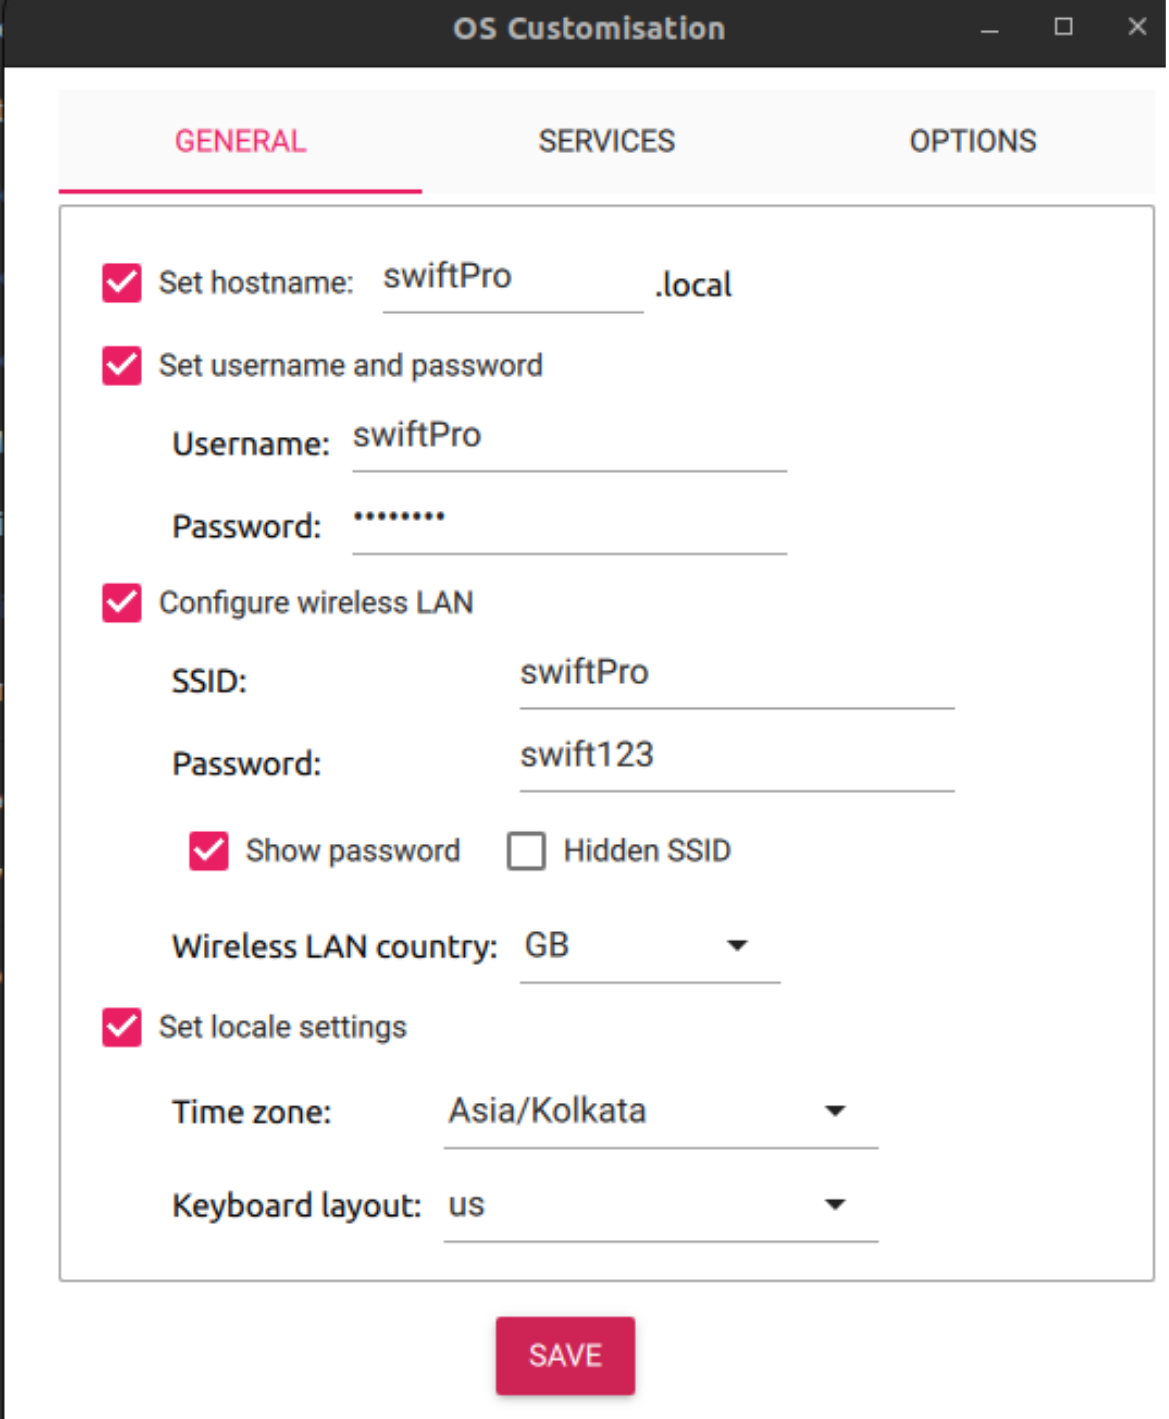 OS Customisation
GENERAL SERVICES OPTIONS
Set hostname: swiftPro .local
Set username and password
Username: swiftPro
Password: ••••••••
Configure wireless LAN
SSID: swiftPro
Password: swift123
Show password Hidden SSID
Wireless LAN country: GB
Set locale settings
Time zone: Asia/Kolkata
Keyboard layout: us
SAVE